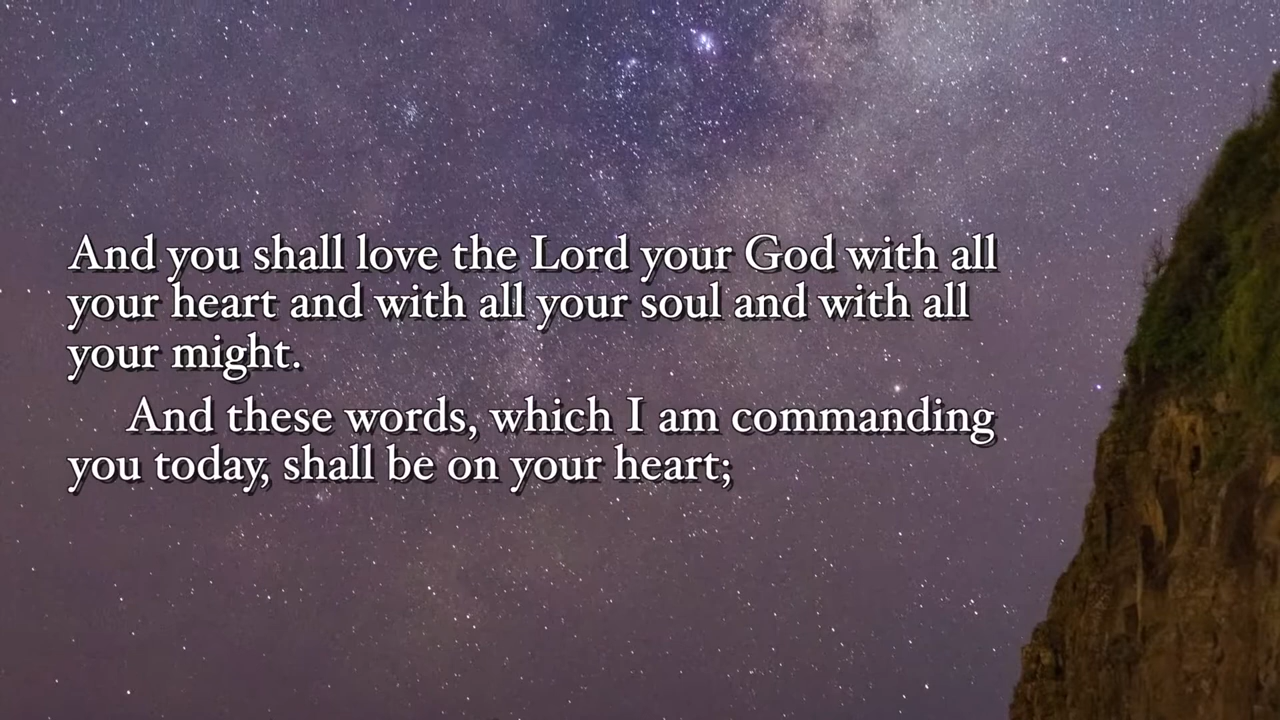 And you shall love the Lord your God with all
your heart and with all your soul and with all
your might.
And these words, which I am commanding
you today, shall be on your heart;